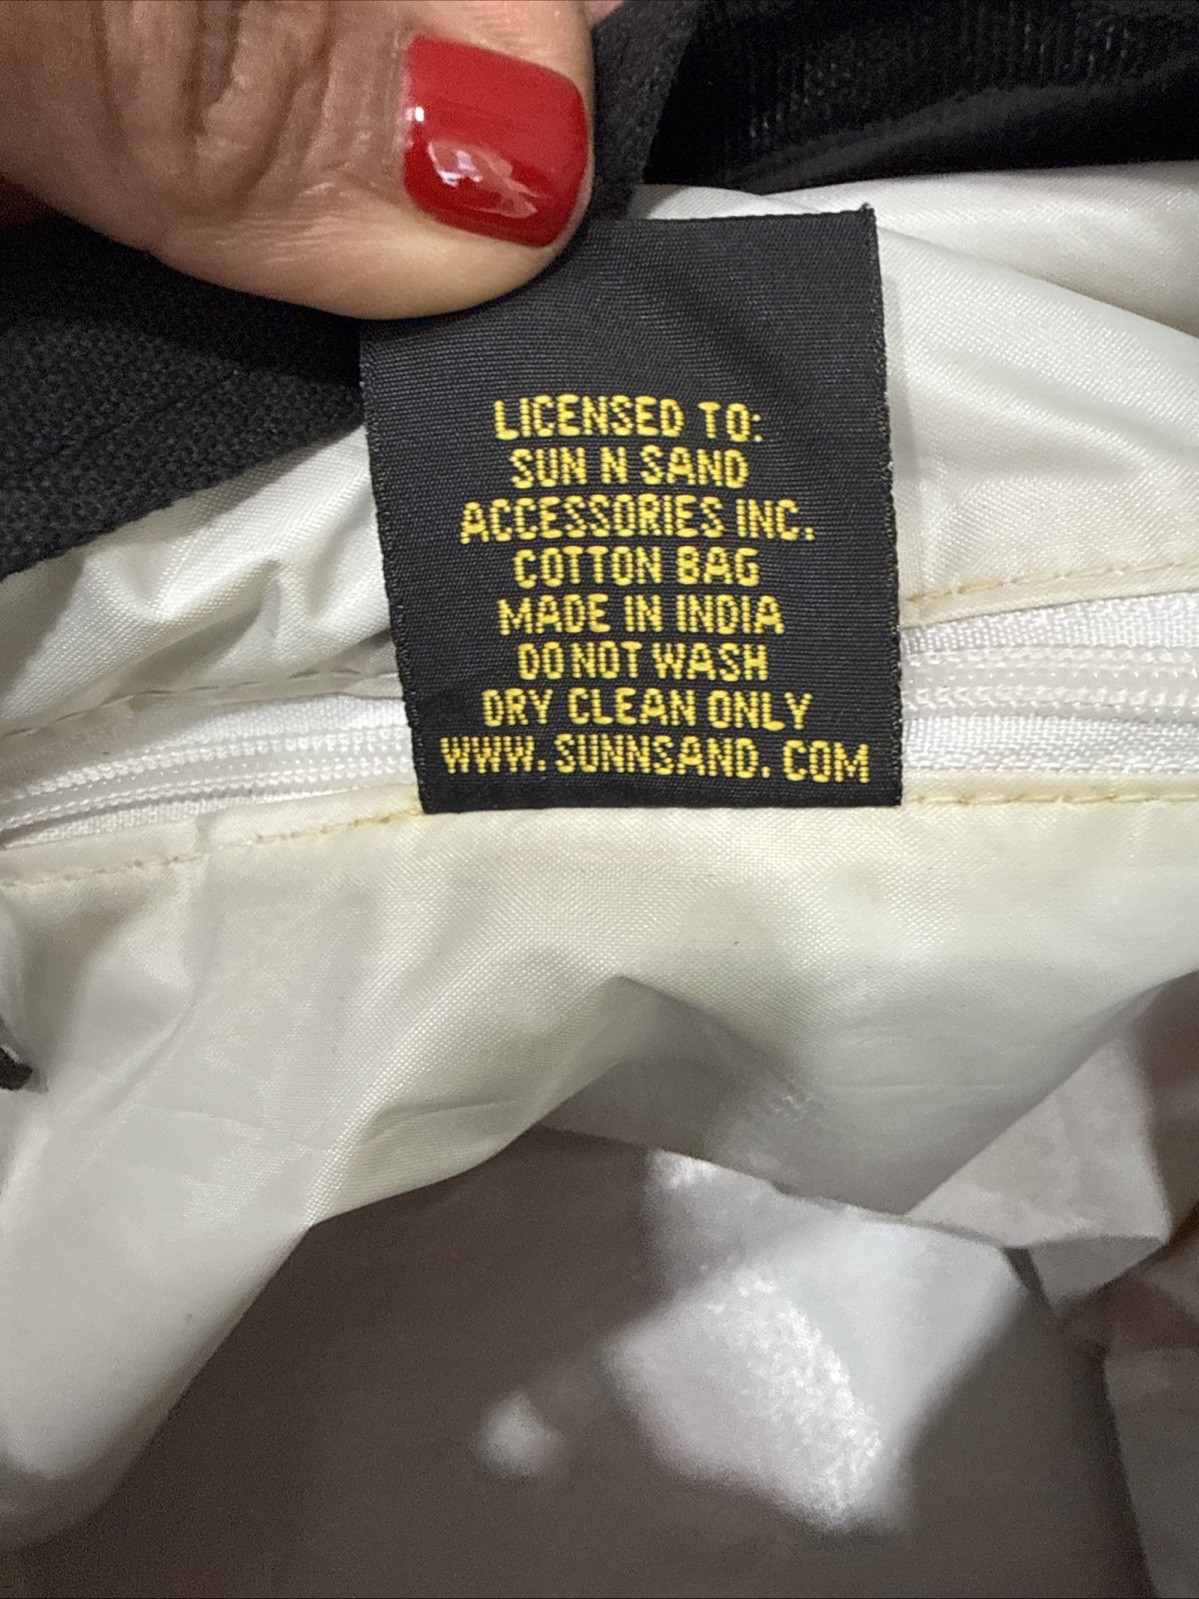 LICENSED TO:
SUN N SAND
ACCESSORIES INC.
COTTON BAG
MADE IN INDIA
DO NOT WASH
DRY CLEAN ONLY
WWW.SUNNSAND.COM